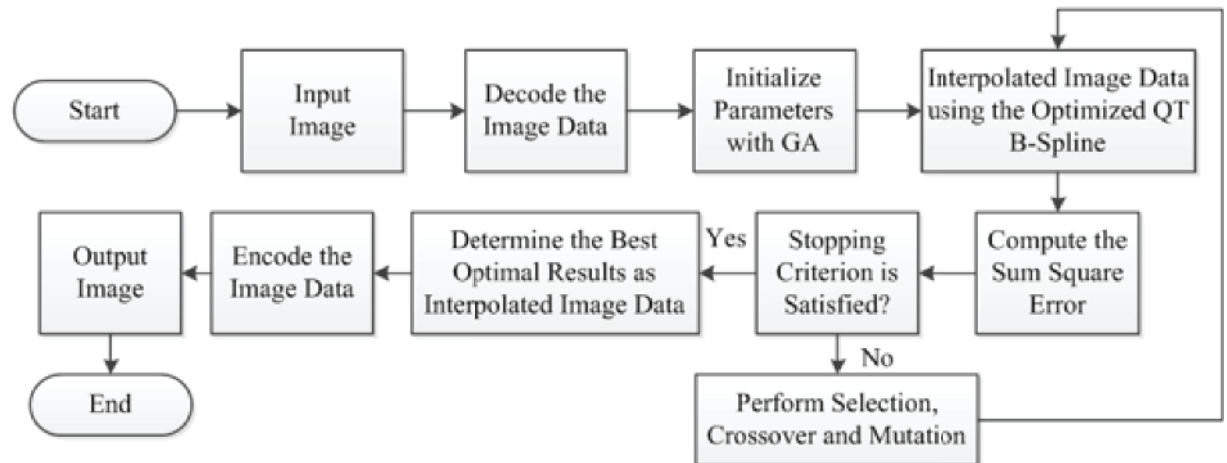 Start
Input
Image
Decode the
Image Data
Initialize
Parameters
with GA
Interpolated Image Data
using the Optimized QT
B-Spline
Compute the
Sum Square
Error
Stopping
Criterion is
Satisfied?
Yes
Determine the Best
Optimal Results as
Interpolated Image Data
Encode the
Image Data
Output
Image
End
No
Perform Selection,
Crossover and Mutation